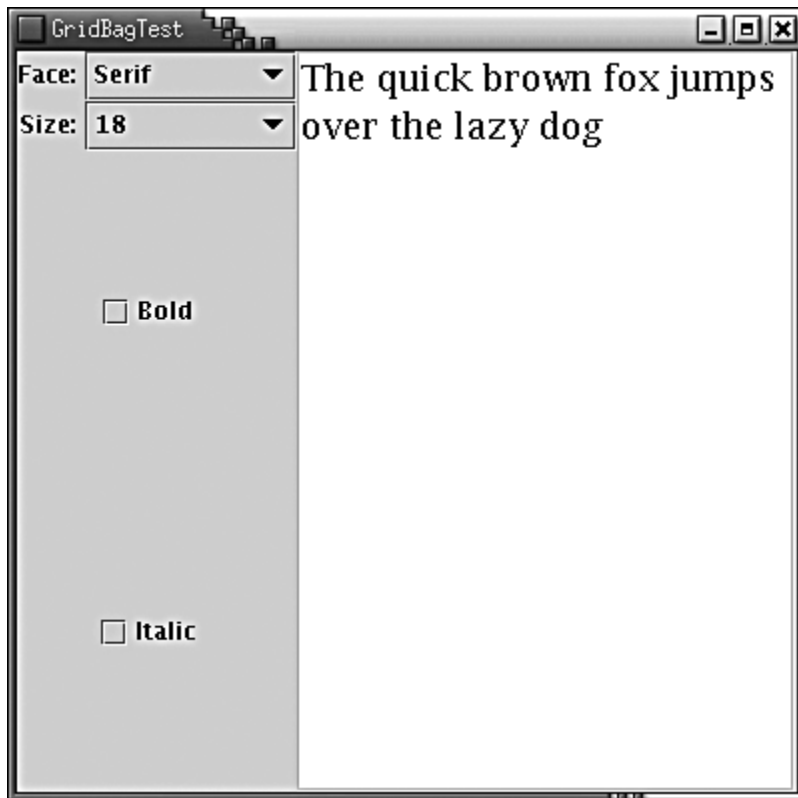 GridBagTest
Face: Serif
Size: 18
Bold
Italic
The quick brown fox jumps
over the lazy dog